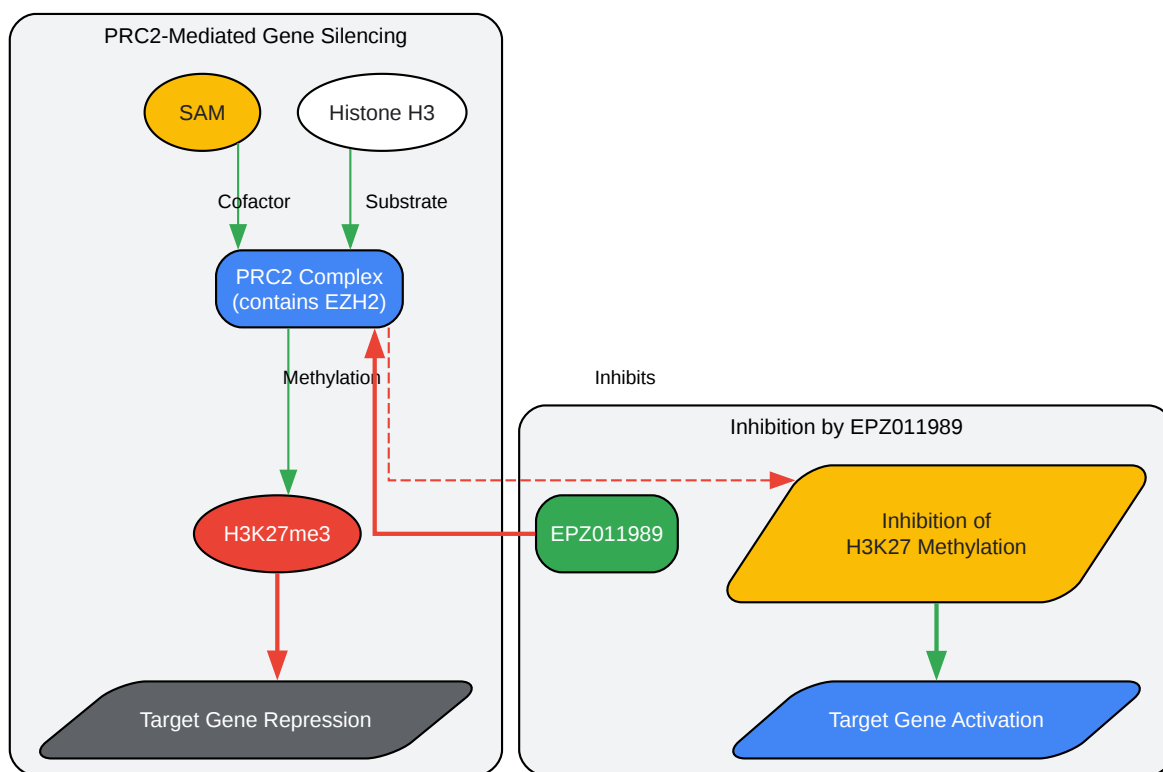 PRC2-Mediated Gene Silencing
SAM
Histone H3
Cofactor
Substrate
PRC2 Complex
(contains EZH2)
Methylation
Inhibits
Inhibition by EPZ011989
H3K27me3
EPZ011989
Inhibition of
H3K27 Methylation
Target Gene Repression
Target Gene Activation